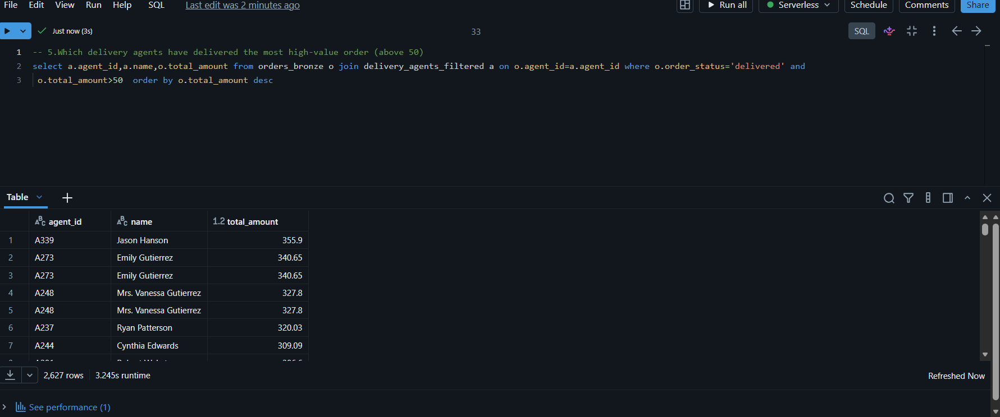 File Edit View Run Help SQL Last edit was 2 minutes ago Run all Serverless Schedule Comments Share
Just now (3s) 33 SQL
1 -- 5.Which delivery agents have delivered the most high-value order (above 50)
2 select a.agent_id,a.name,o.total_amount from orders_bronze o join delivery_agents_filtered a on o.agent_id=a.agent_id where o.order_status='delivered' and
3 o.total_amount>50  order by o.total_amount desc
Table
ABC agent_id ABC name 1.2 total_amount
1 A339 Jason Hanson 355.9
2 A273 Emily Gutierrez 340.65
3 A273 Emily Gutierrez 340.65
4 A248 Mrs. Vanessa Gutierrez 327.8
5 A248 Mrs. Vanessa Gutierrez 327.8
6 A237 Ryan Patterson 320.03
7 A244 Cynthia Edwards 309.09
2,627 rows 3.245s runtime Refreshed Now
See performance (1)